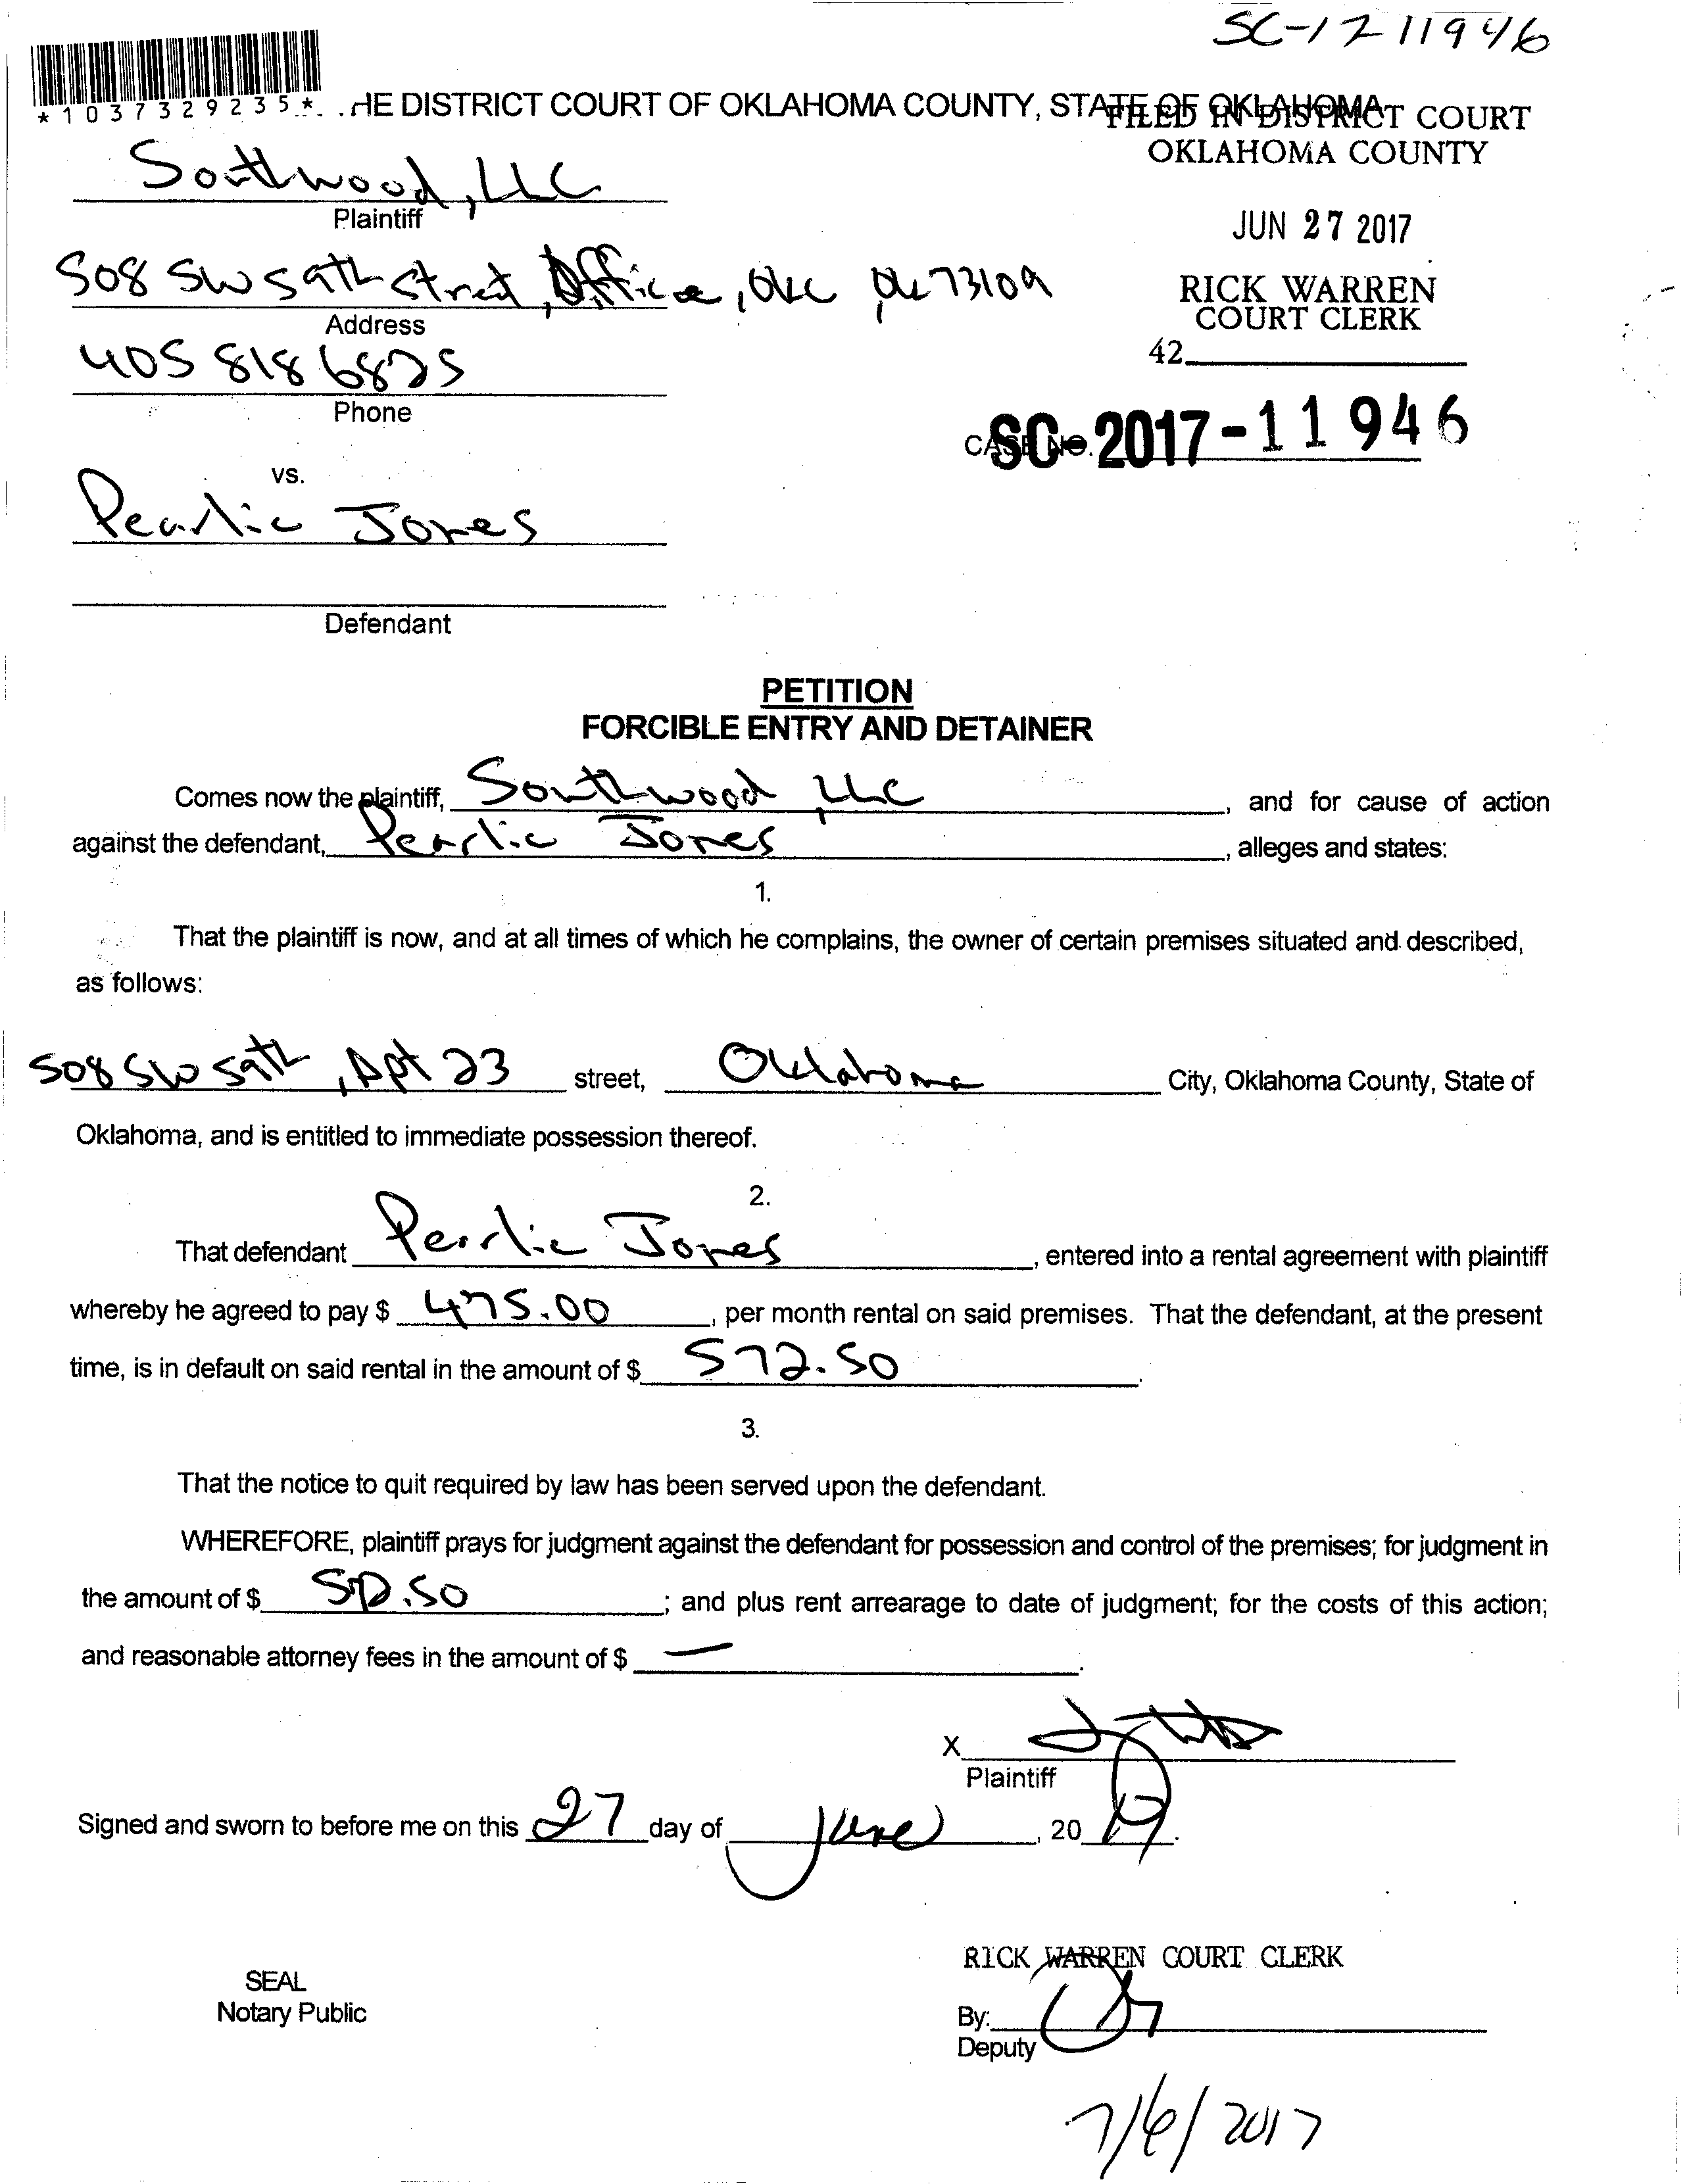 SC-17 11946
*1037329235*
HE DISTRICT COURT OF OKLAHOMA COUNTY, STATE OF OKLAHOMA
FILED IN DISTRICT COURT
OKLAHOMA COUNTY
Southwood, LLC
Plaintiff
JUN 27 2017
508 SW 59th Street, Office, OKC, OK 73109
Address
RICK WARREN
COURT CLERK
42
405 818 6825
Phone
CASE NO. SC-2017-11946
vs.
Pearlie Jones
Defendant
PETITION
FORCIBLE ENTRY AND DETAINER
Comes now the plaintiff, Southwood, LLC, and for cause of action
against the defendant, Pearlie Jones, alleges and states:
1.
That the plaintiff is now, and at all times of which he complains, the owner of certain premises situated and described,
as follows:
508 SW 59th, Apt 23 street, Oklahoma City, Oklahoma County, State of
Oklahoma, and is entitled to immediate possession thereof.
2.
That defendant Pearlie Jones, entered into a rental agreement with plaintiff
whereby he agreed to pay $ 475.00, per month rental on said premises. That the defendant, at the present
time, is in default on said rental in the amount of $ 572.50.
3.
That the notice to quit required by law has been served upon the defendant.
WHEREFORE, plaintiff prays for judgment against the defendant for possession and control of the premises; for judgment in
the amount of $ 572.50; and plus rent arrearage to date of judgment; for the costs of this action;
and reasonable attorney fees in the amount of $ —.
X
Plaintiff
Signed and sworn to before me on this 27 day of June, 2017.
RICK WARREN COURT CLERK
SEAL
Notary Public
By:
Deputy
7/6/2017